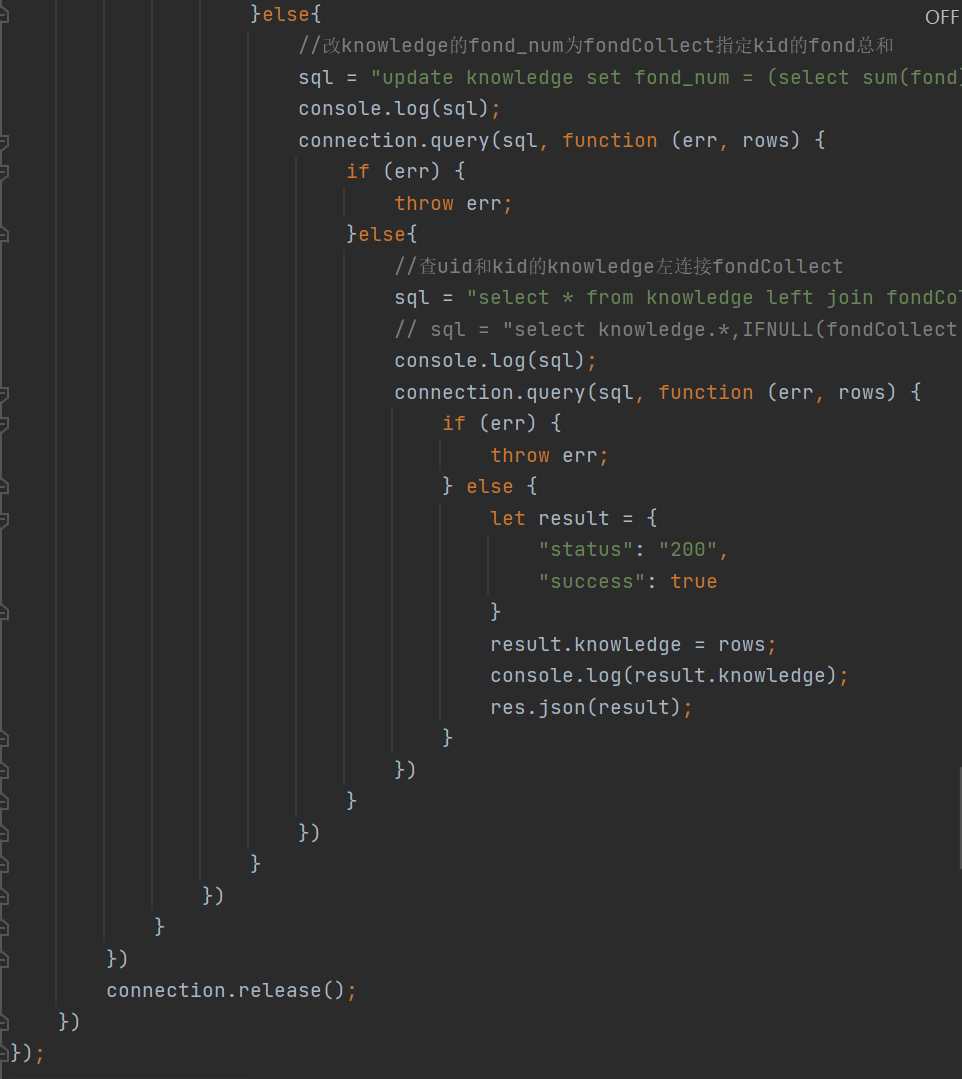 }else{
OFF
//改knowledge的fond_num为fondCollect指定kid的fond总和
sql = "update knowledge set fond_num = (select sum(fond)
console.log(sql);
connection.query(sql, function (err, rows) {
if (err) {
throw err;
}else{
//查uid和kid的knowledge左连接fondCollect
sql = "select * from knowledge left join fondCol
// sql = "select knowledge.*,IFNULL(fondCollect
console.log(sql);
connection.query(sql, function (err, rows) {
if (err) {
throw err;
} else {
let result = {
"status": "200",
"success": true
}
result.knowledge = rows;
console.log(result.knowledge);
res.json(result);
}
})
}
})
}
})
}
})
connection.release();
})
});